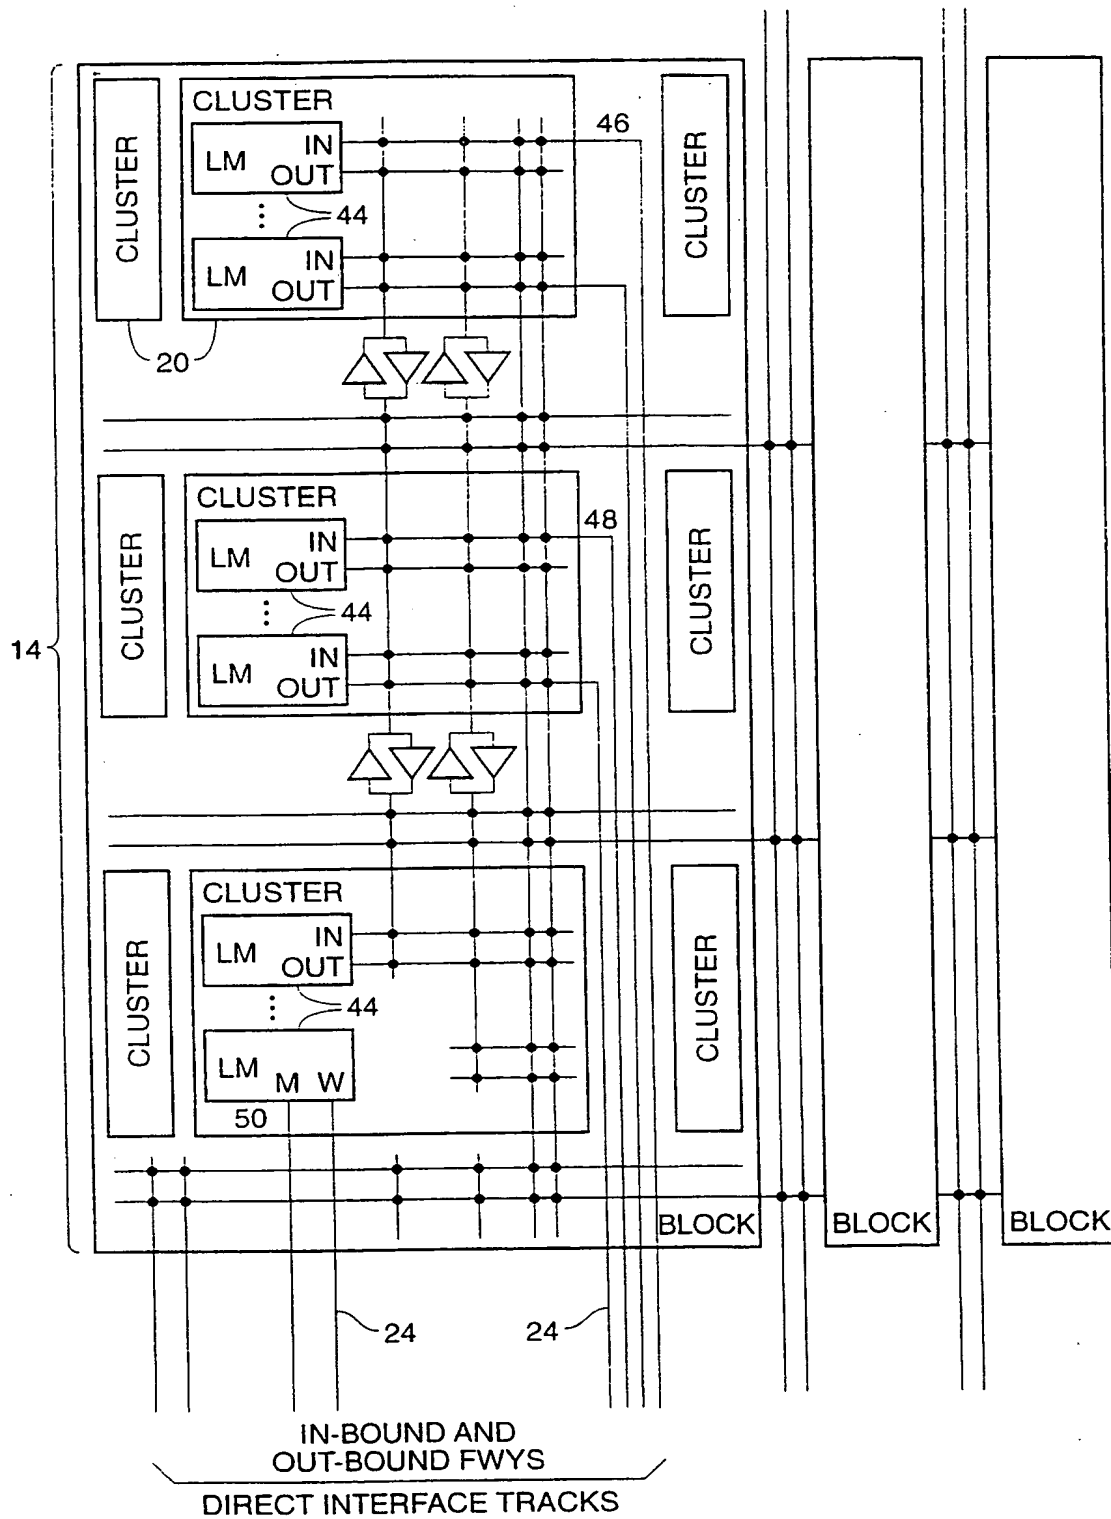 CLUSTER
CLUSTER
LM IN
OUT
44
LM IN
OUT
46
CLUSTER
20
14
CLUSTER
CLUSTER
LM IN
OUT
44
LM IN
OUT
48
CLUSTER
CLUSTER
CLUSTER
LM IN
OUT
44
LM M W
50
CLUSTER
BLOCK
BLOCK
BLOCK
24
24
IN-BOUND AND
OUT-BOUND FWYS
DIRECT INTERFACE TRACKS